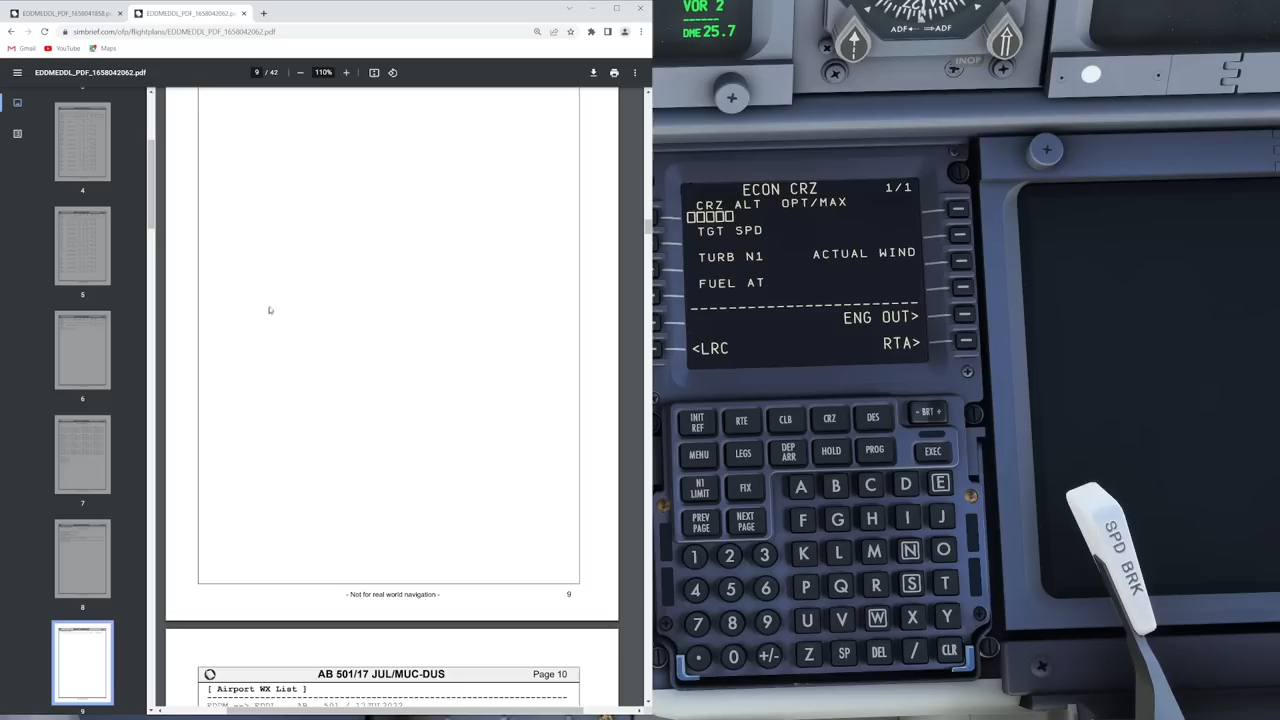 EDDMEDDL_PDF_1658041858.pdf
EDDMEDDL_PDF_1658042062.pdf
simbrief.com/ofp/flightplans/EDDMEDDL_PDF_1658042062.pdf
Gmail
YouTube
Maps
EDDMEDDL_PDF_1658042062.pdf
9 / 42
110%
4
5
6
7
8
9
- Not for real world navigation -
9
AB 501/17 JUL/MUC-DUS
Page 10
[ Airport WX List ]
VOR 2
DME 25.7
ADF ADF
INOP
ECON CRZ 1/1
CRZ ALT OPT/MAX
TGT SPD
TURB N1 ACTUAL WIND
FUEL AT
ENG OUT>
<LRC RTA>
INIT REF
RTE
CLB
CRZ
DES
- BRT +
MENU
LEGS
DEP ARR
HOLD
PROG
EXEC
N1 LIMIT
FIX
A B C D E
PREV PAGE
NEXT PAGE
F G H I J
1 2 3
K L M N O
4 5 6
P Q R S T
7 8 9
U V W X Y
. 0 +/-
Z SP DEL / CLR
SPD BRK